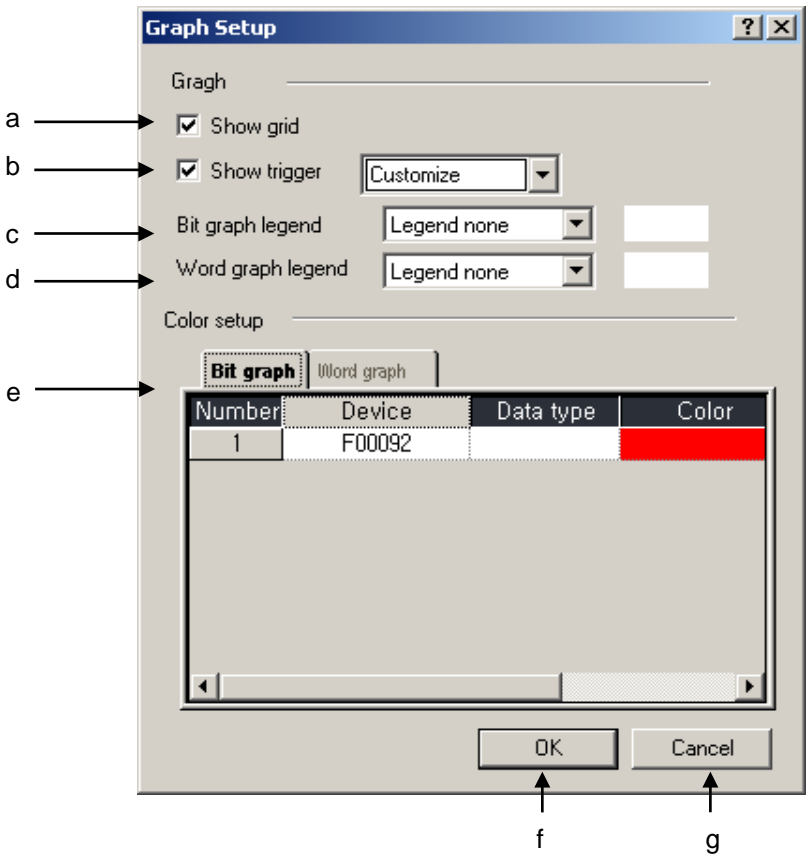 Graph Setup
Gragh
a
Show grid
b
Show trigger Customize
c
Bit graph legend Legend none
d
Word graph legend Legend none
Color setup
e
Bit graph Word graph
Number Device Data type Color
1 F00092
OK Cancel
f g